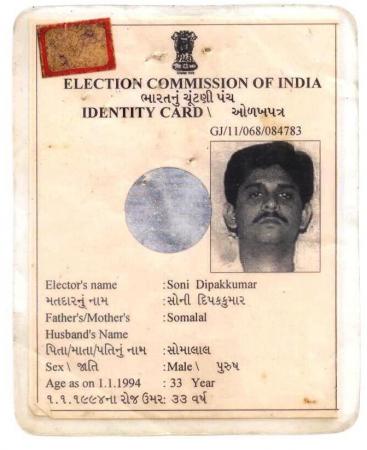 ELECTION COMMISSION OF INDIA
ભારતનું ચૂંટણી પંચ
IDENTITY CARD \ ઓળખપત્ર
GJ/11/068/084783
Elector's name : Soni Dipakkumar
મતદારનું નામ : સોની દિપકકુમાર
Father's/Mother's : Somalal
Husband's Name
પિતા/માતા/પતિનું નામ : સોમાલાલ
Sex \ જાતિ : Male \ પુરુષ
Age as on 1.1.1994 : 33 Year
૧.૧.૧૯૯૪ના રોજ ઉંમર: ૩૩ વર્ષ